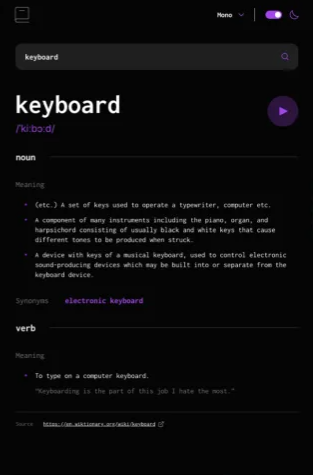 Mono
keyboard
keyboard
/ˈkiːbɔːd/
noun
Meaning
(etc.) A set of keys used to operate a typewriter, computer etc.
A component of many instruments including the piano, organ, and
harpsichord consisting of usually black and white keys that cause
different tones to be produced when struck.
A device with keys of a musical keyboard, used to control electronic
sound-producing devices which may be built into or separate from the
keyboard device.
Synonyms electronic keyboard
verb
Meaning
To type on a computer keyboard.
“Keyboarding is the part of this job I hate the most.”
Source https://en.wiktionary.org/wiki/keyboard